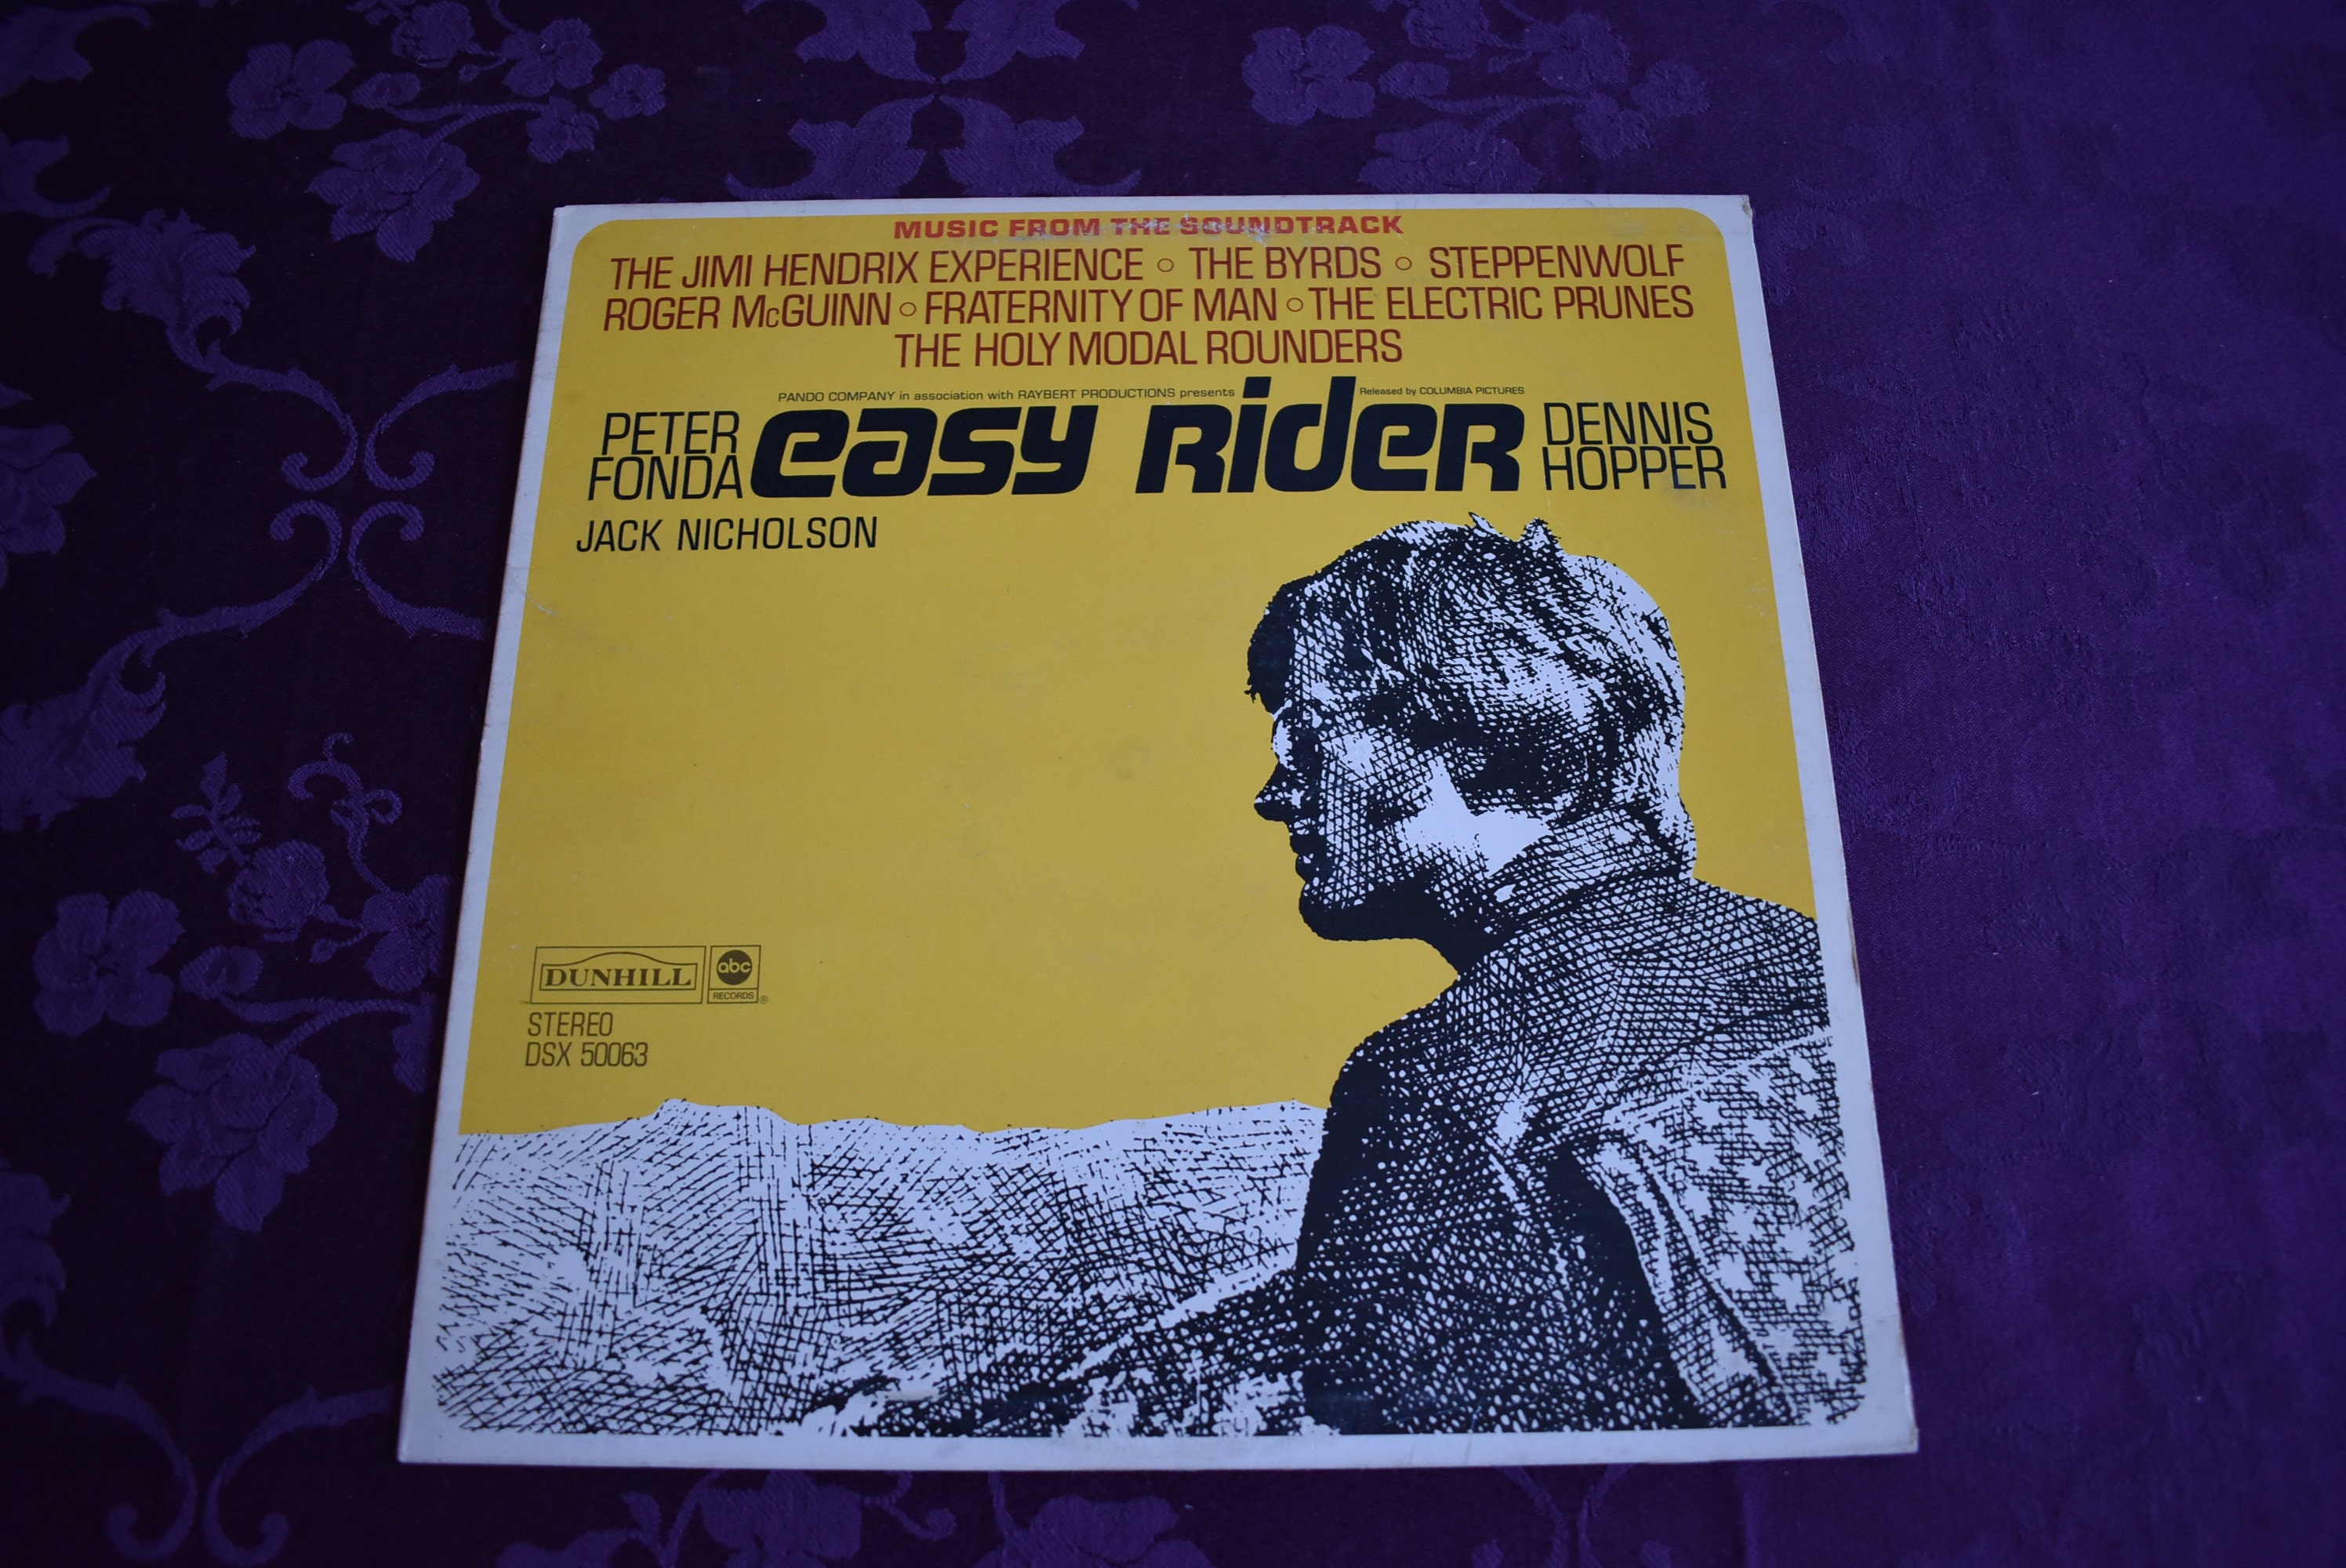 MUSIC FROM THE SOUNDTRACK
THE JIMI HENDRIX EXPERIENCE ○ THE BYRDS ○ STEPPENWOLF
ROGER McGUINN ○ FRATERNITY OF MAN ○ THE ELECTRIC PRUNES
THE HOLY MODAL ROUNDERS
PANDO COMPANY in association with RAYBERT PRODUCTIONS presents
Released by COLUMBIA PICTURES
PETER
FONDA
easy Rider
DENNIS
HOPPER
JACK NICHOLSON
™ DUNHILL
abc
RECORDS ®
STEREO
DSX 50063